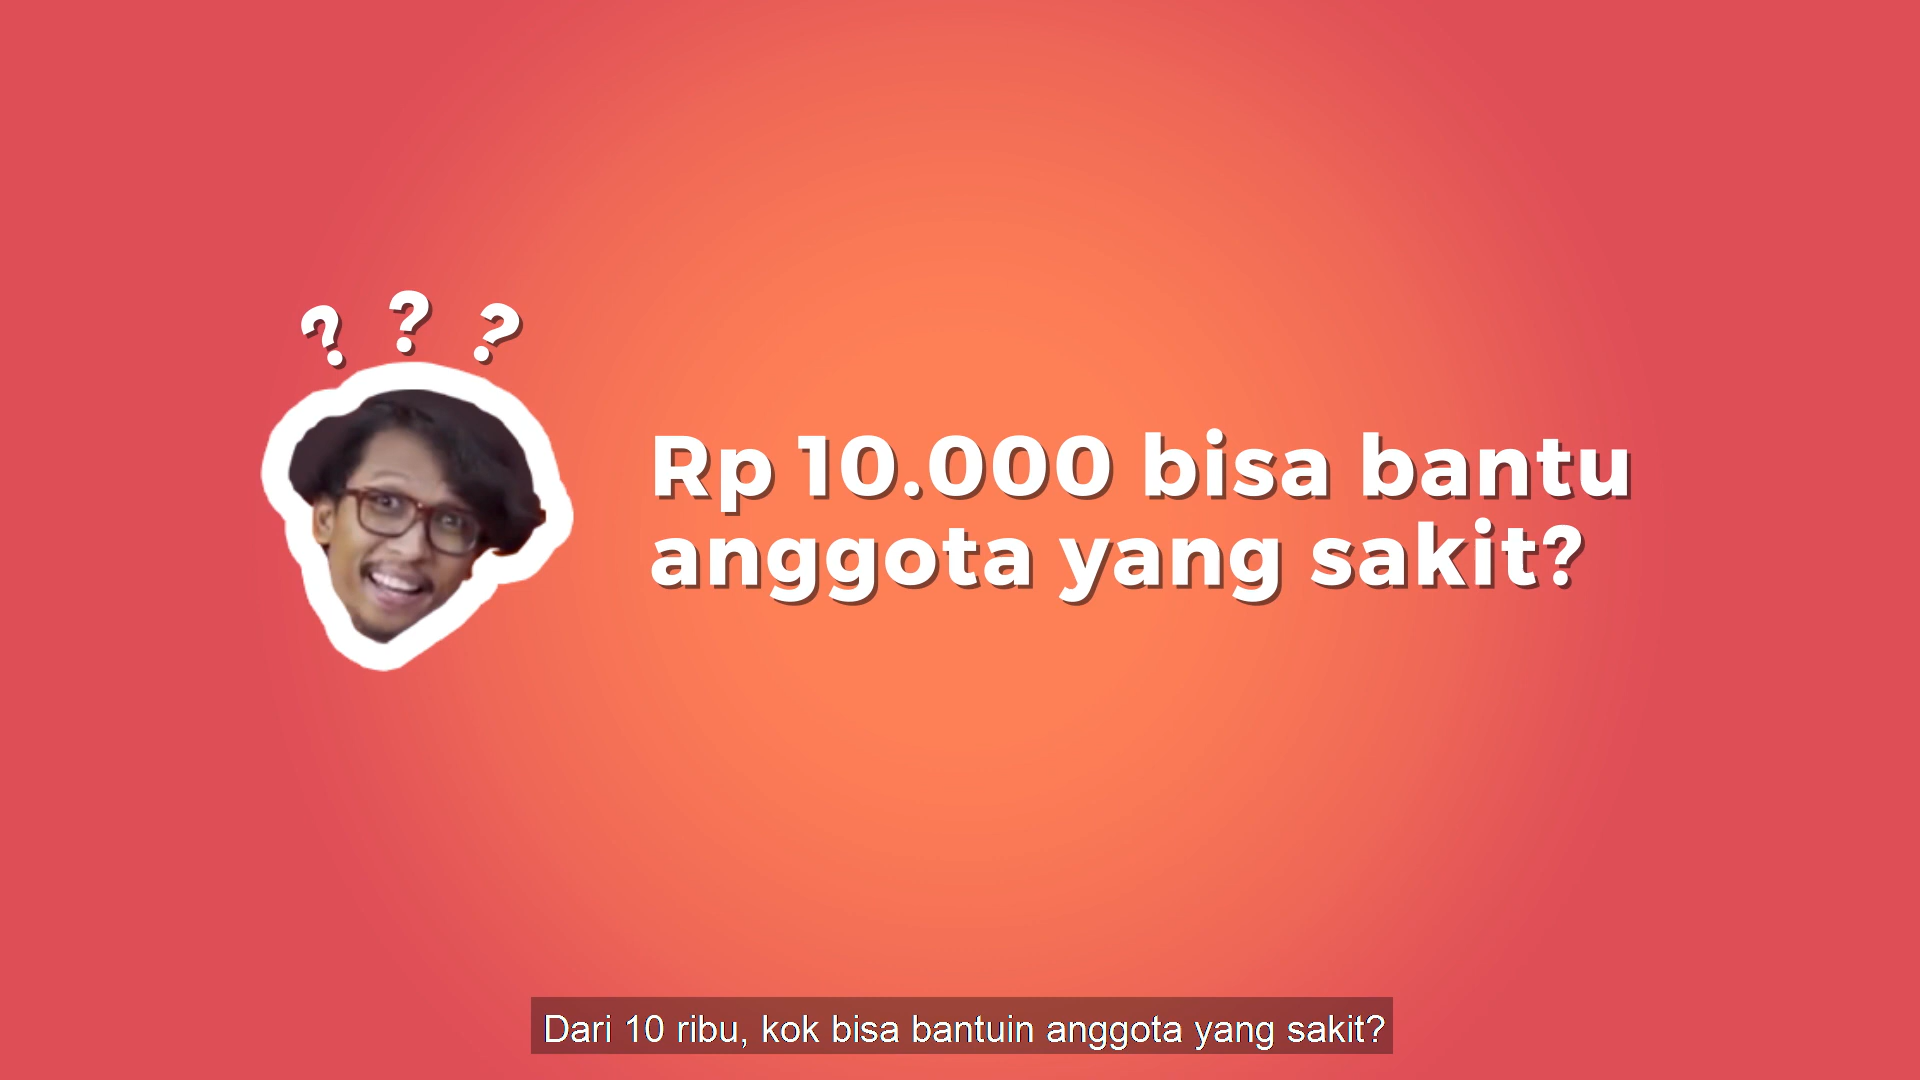 ? ? ?
Rp 10.000 bisa bantu
anggota yang sakit?
Dari 10 ribu, kok bisa bantuin anggota yang sakit?